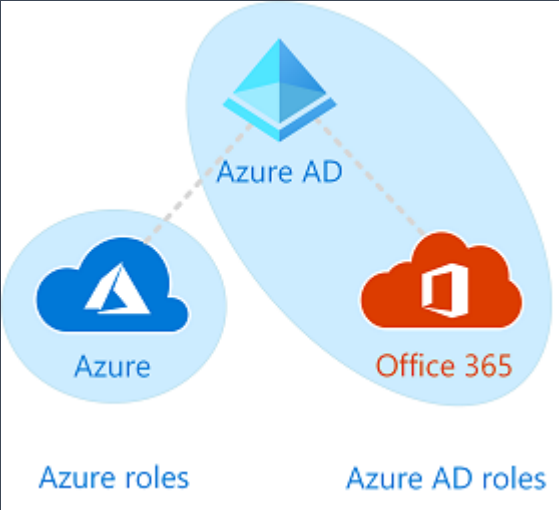 Azure AD
Azure
Office 365
Azure roles
Azure AD roles